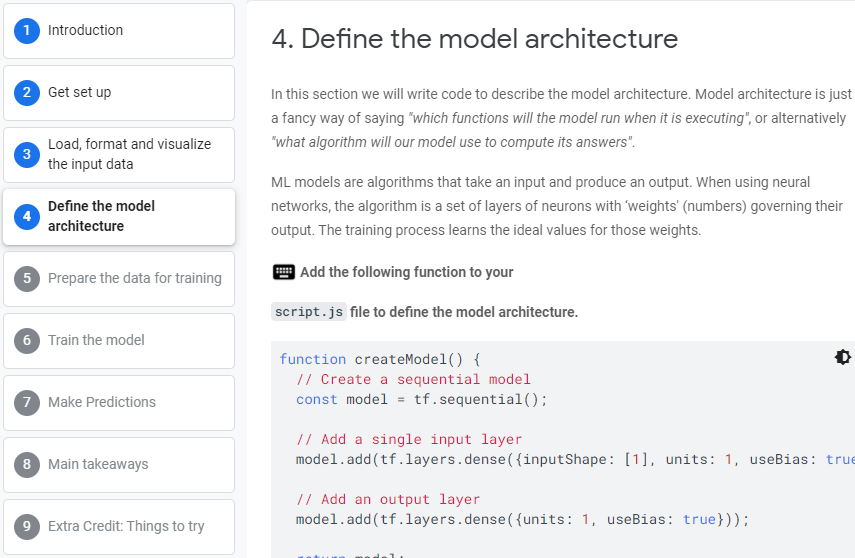 1 Introduction
2 Get set up
3 Load, format and visualize
the input data
4 Define the model
architecture
5 Prepare the data for training
6 Train the model
7 Make Predictions
8 Main takeaways
9 Extra Credit: Things to try
4. Define the model architecture
In this section we will write code to describe the model architecture. Model architecture is just
a fancy way of saying "which functions will the model run when it is executing", or alternatively
"what algorithm will our model use to compute its answers".
ML models are algorithms that take an input and produce an output. When using neural
networks, the algorithm is a set of layers of neurons with ‘weights' (numbers) governing their
output. The training process learns the ideal values for those weights.
Add the following function to your
script.js file to define the model architecture.
function createModel() {
// Create a sequential model
const model = tf.sequential();
// Add a single input layer
model.add(tf.layers.dense({inputShape: [1], units: 1, useBias: true
// Add an output layer
model.add(tf.layers.dense({units: 1, useBias: true}));
return model;